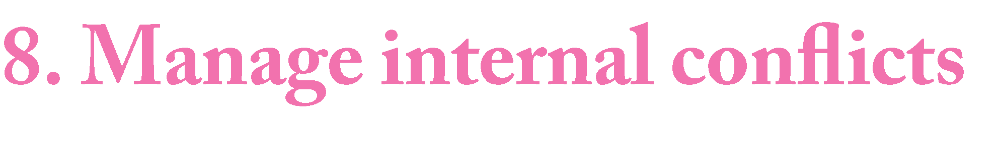 8. Manage internal conflicts